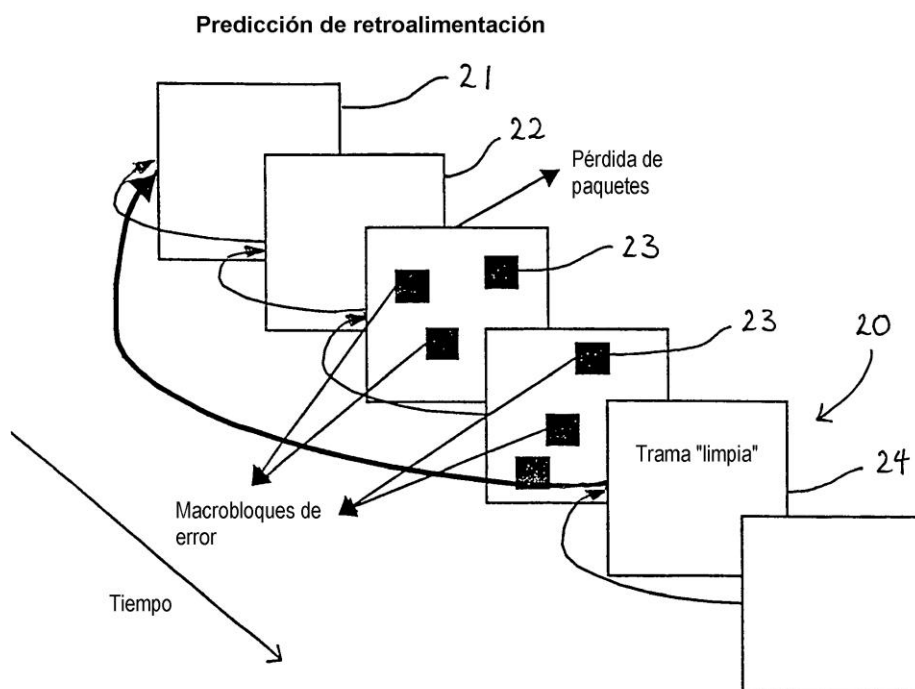 Predicción de retroalimentación
21
22
Pérdida de
paquetes
23
23
20
Trama "limpia"
24
Macrobloques de
error
Tiempo